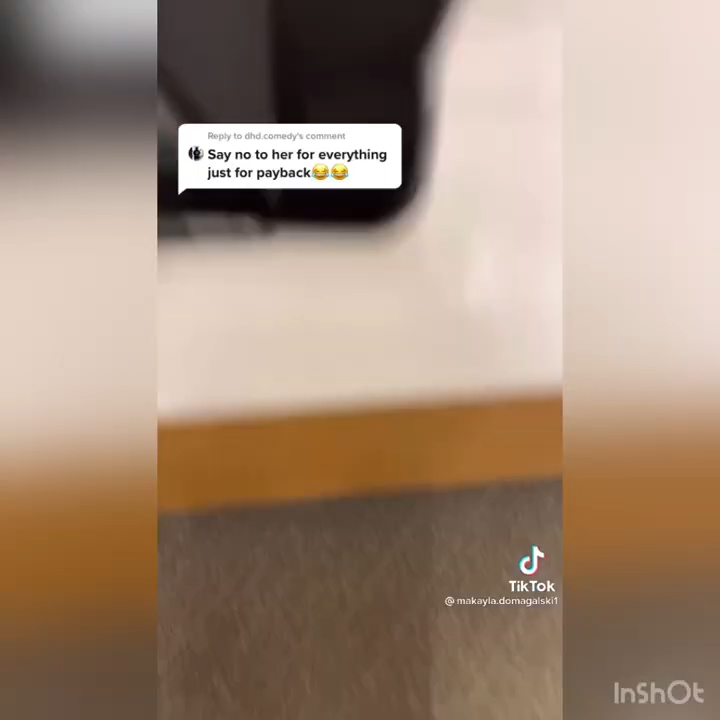 Reply to dhd.comedy's comment
Say no to her for everything
just for payback😂😂
TikTok
@makayla.domagalski1
InShOt